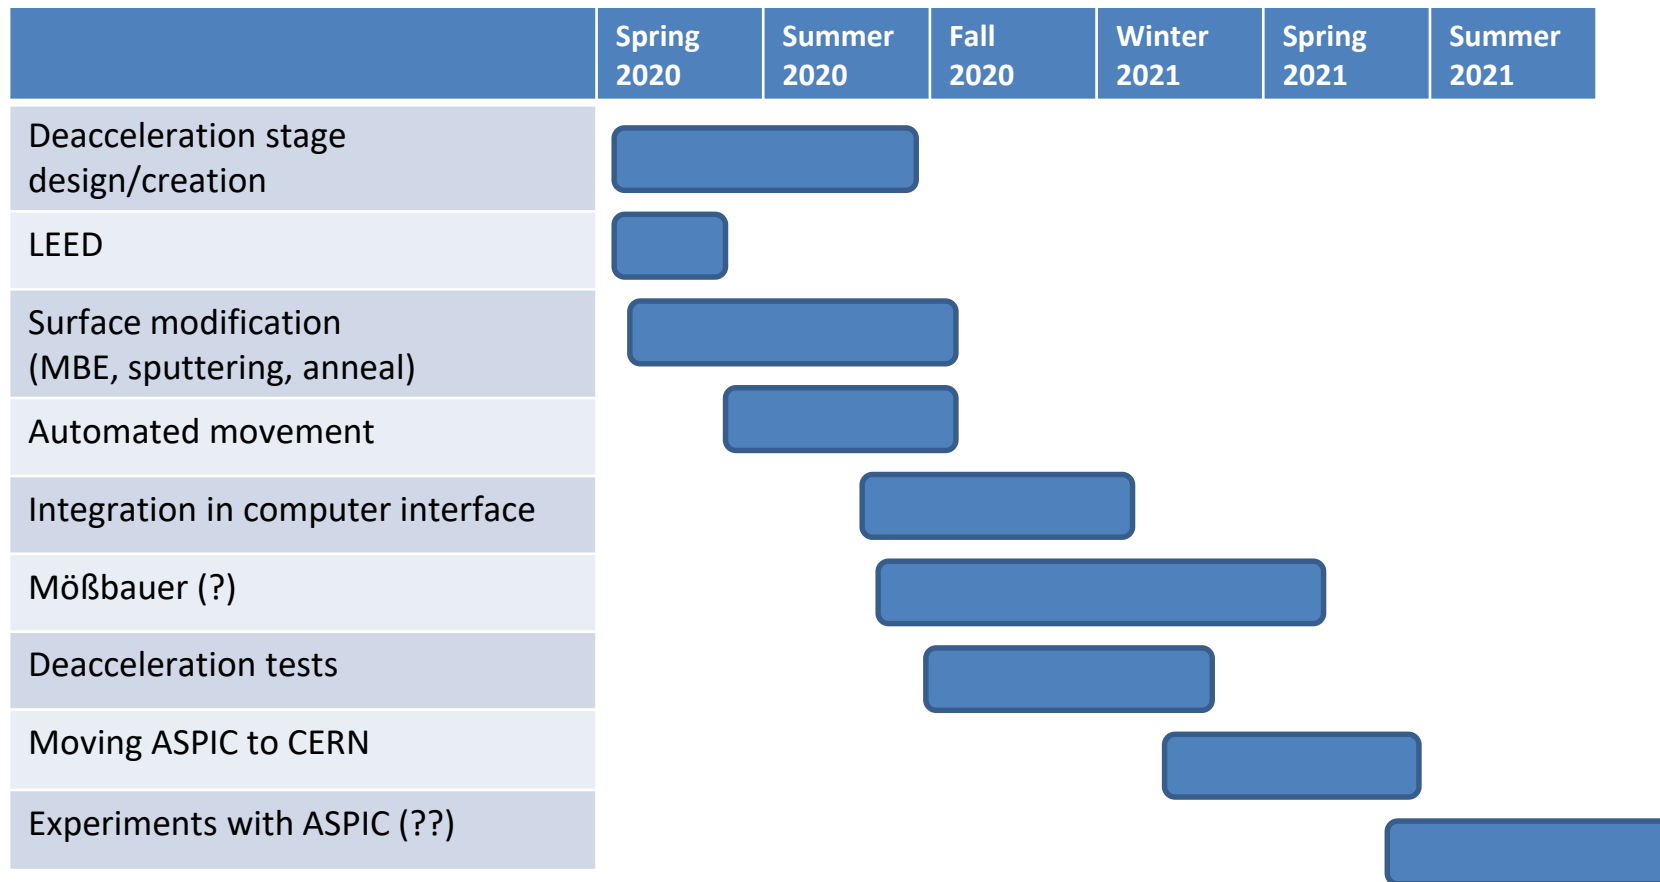 Spring 2020
Summer 2020
Fall 2020
Winter 2021
Spring 2021
Summer 2021
Deacceleration stage
design/creation
LEED
Surface modification
(MBE, sputtering, anneal)
Automated movement
Integration in computer interface
Mößbauer (?)
Deacceleration tests
Moving ASPIC to CERN
Experiments with ASPIC (??)